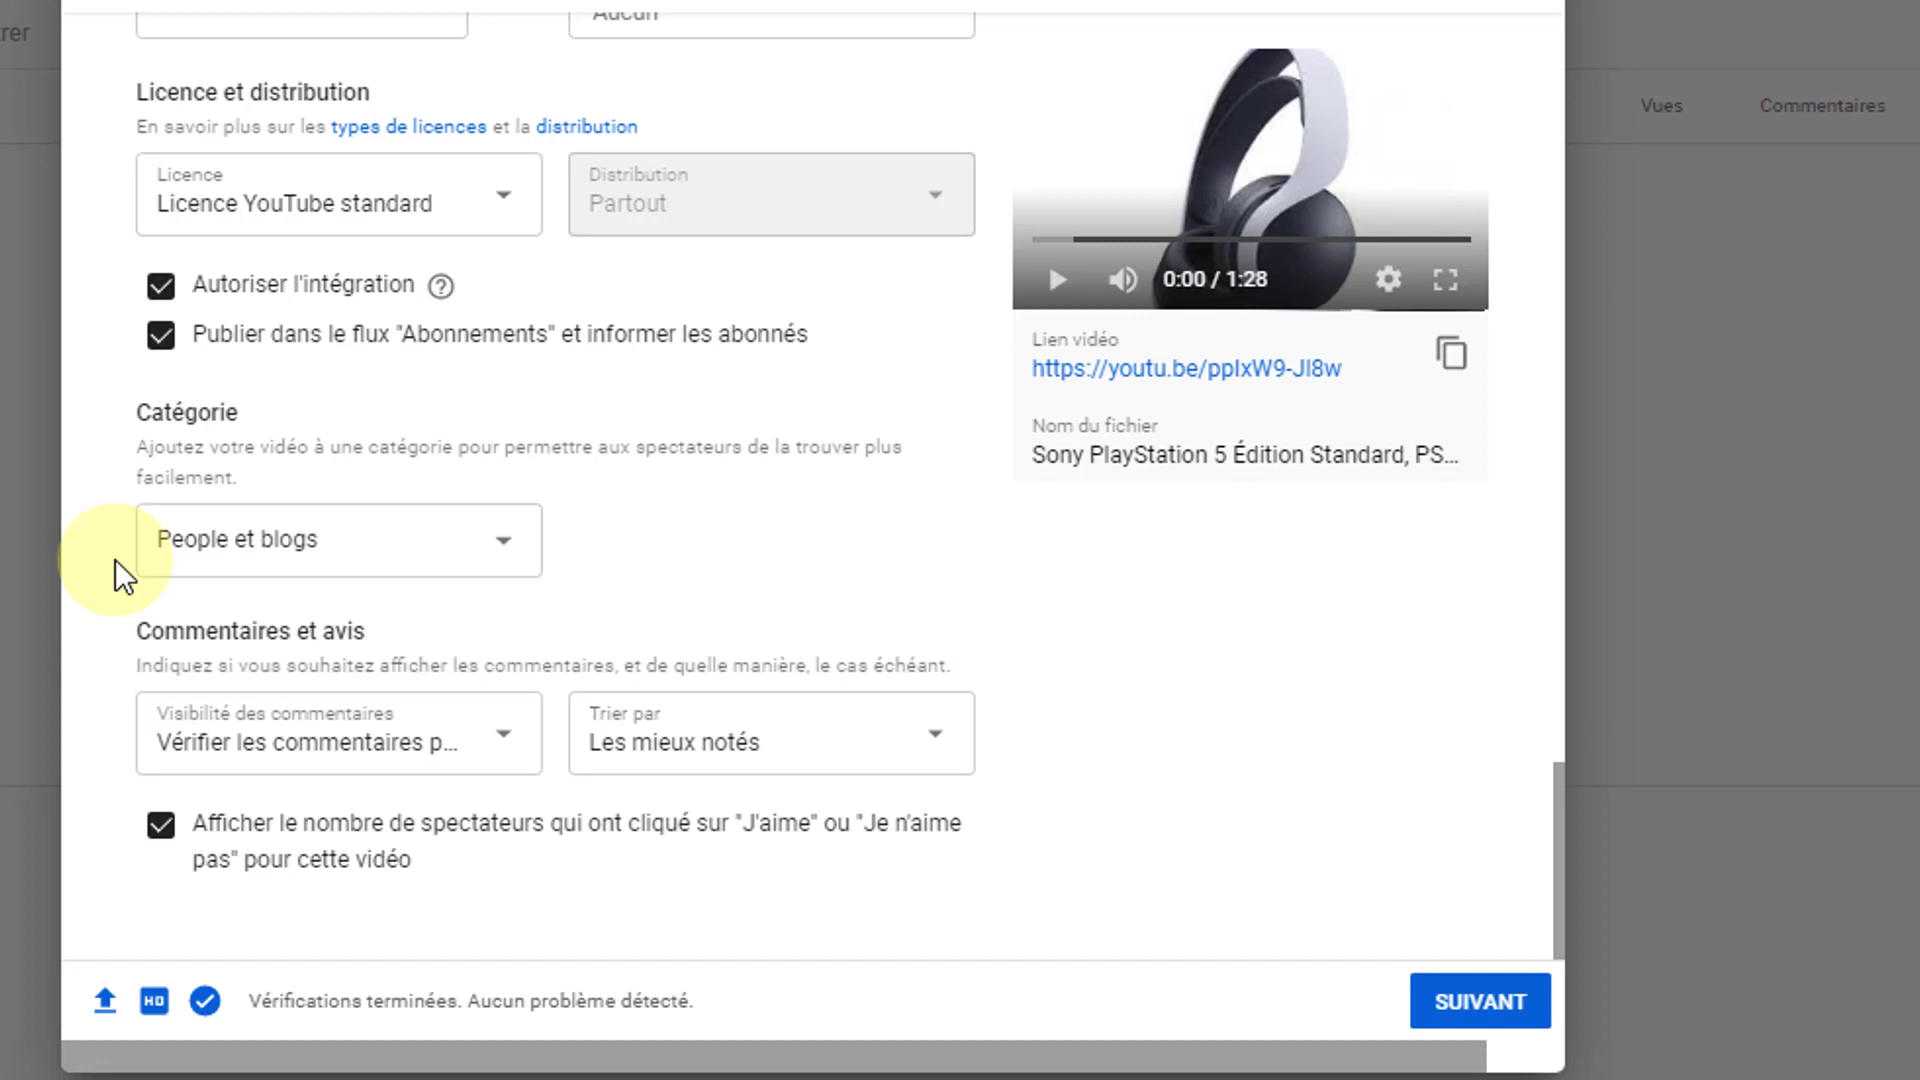 rer
Aucun
Vues
Commentaires
Licence et distribution
En savoir plus sur les types de licences et la distribution
Licence
Licence YouTube standard
Distribution
Partout
Autoriser l'intégration
Publier dans le flux "Abonnements" et informer les abonnés
0:00 / 1:28
Lien vidéo
https://youtu.be/ppIxW9-JI8w
Nom du fichier
Sony PlayStation 5 Édition Standard, PS...
Catégorie
Ajoutez votre vidéo à une catégorie pour permettre aux spectateurs de la trouver plus
facilement.
People et blogs
Commentaires et avis
Indiquez si vous souhaitez afficher les commentaires, et de quelle manière, le cas échéant.
Visibilité des commentaires
Vérifier les commentaires p...
Trier par
Les mieux notés
Afficher le nombre de spectateurs qui ont cliqué sur "J'aime" ou "Je n'aime
pas" pour cette vidéo
HD
Vérifications terminées. Aucun problème détecté.
SUIVANT